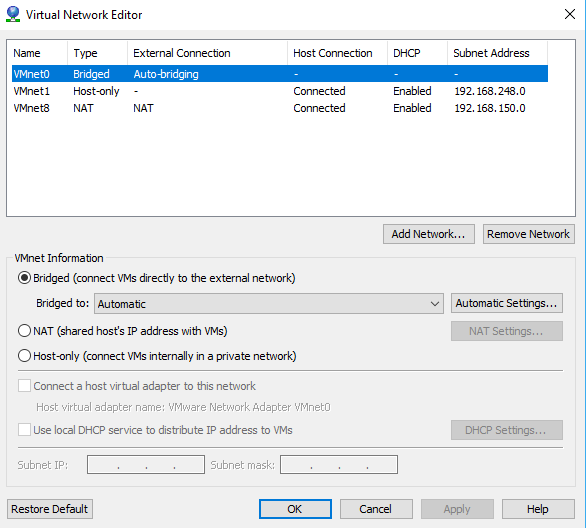 Virtual Network Editor
Name Type External Connection Host Connection DHCP Subnet Address
VMnet0 Bridged Auto-bridging - - -
VMnet1 Host-only - Connected Enabled 192.168.248.0
VMnet8 NAT NAT Connected Enabled 192.168.150.0
Add Network... Remove Network
VMnet Information
Bridged (connect VMs directly to the external network)
Bridged to: Automatic Automatic Settings...
NAT (shared host's IP address with VMs) NAT Settings...
Host-only (connect VMs internally in a private network)
Connect a host virtual adapter to this network
Host virtual adapter name: VMware Network Adapter VMnet0
Use local DHCP service to distribute IP address to VMs DHCP Settings...
Subnet IP: . . . Subnet mask: . . .
Restore Default OK Cancel Apply Help